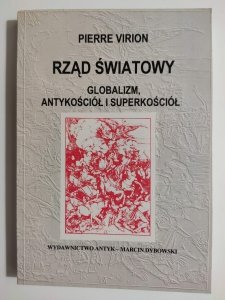 PIERRE VIRION
RZĄD ŚWIATOWY
GLOBALIZM,
ANTYKOŚCIÓŁ I SUPERKOŚCIÓŁ
WYDAWNICTWO ANTYK – MARCIN DYBOWSKI